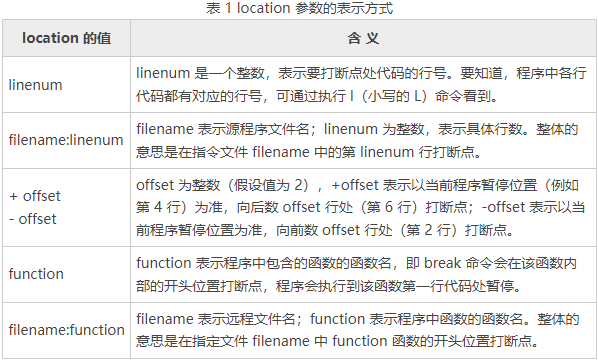 表 1 location 参数的表示方式
location 的值 含 义
linenum
linenum 是一个整数，表示要打断点处代码的行号。要知道，程序中各行
代码都有对应的行号，可通过执行 l（小写的 L）命令看到。
filename:linenum
filename 表示源程序文件名；linenum 为整数，表示具体行数。整体的
意思是在指令文件 filename 中的第 linenum 行打断点。
+ offset
- offset
offset 为整数（假设值为 2），+offset 表示以当前程序暂停位置（例如
第 4 行）为准，向后数 offset 行处（第 6 行）打断点；-offset 表示以当
前程序暂停位置为准，向前数 offset 行处（第 2 行）打断点。
function
function 表示程序中包含的函数的函数名，即 break 命令会在该函数内
部的开头位置打断点，程序会执行到该函数第一行代码处暂停。
filename:function
filename 表示远程文件名；function 表示程序中函数的函数名。整体的
意思是在指定文件 filename 中 function 函数的开头位置打断点。